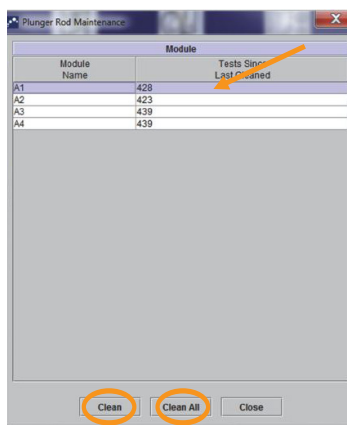 Plunger Rod Maintenance
X
Module
Module Name
Tests Since Last Cleaned
A1 428
A2 423
A3 439
A4 439
Clean Clean All Close